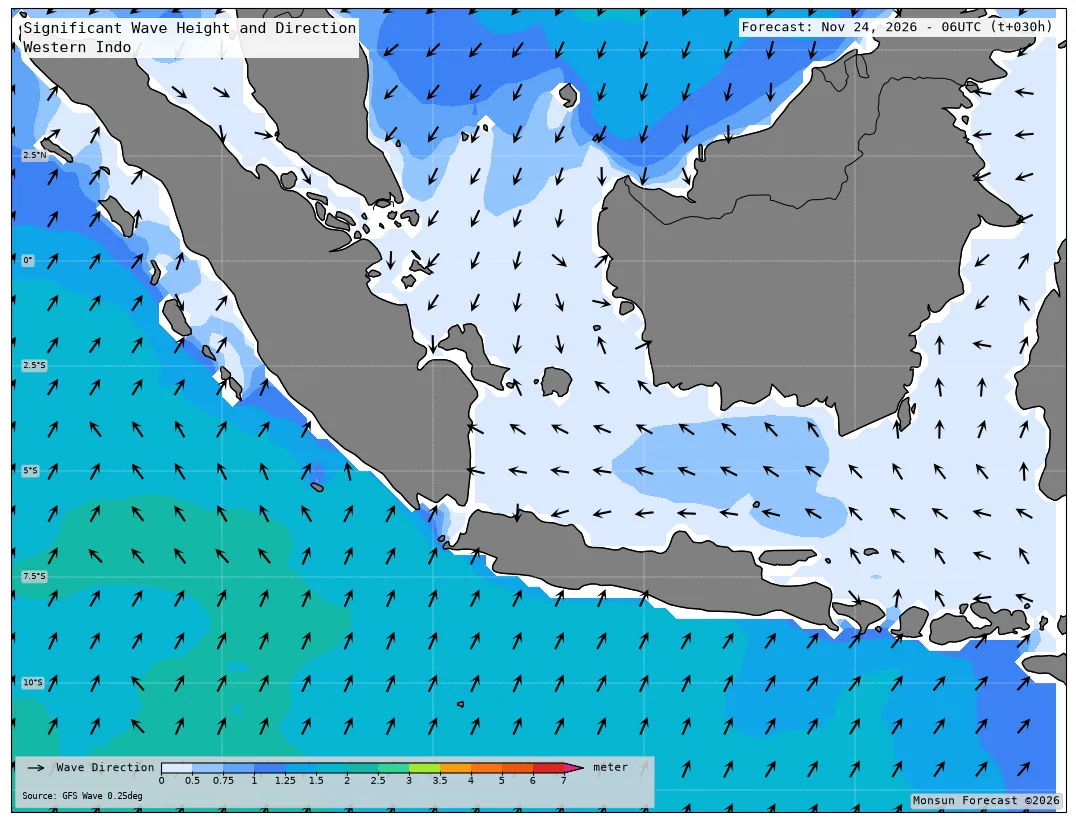 Significant Wave Height and Direction
Western Indo
Forecast: Nov 24, 2026 - 06UTC (t+030h)
2.5°N
0°
2.5°S
5°S
7.5°S
10°S
Wave Direction
0 0.5 0.75 1 1.25 1.5 2 2.5 3 3.5 4 5 6 7
meter
Source: GFS Wave 0.25deg
Monsun Forecast ©2026